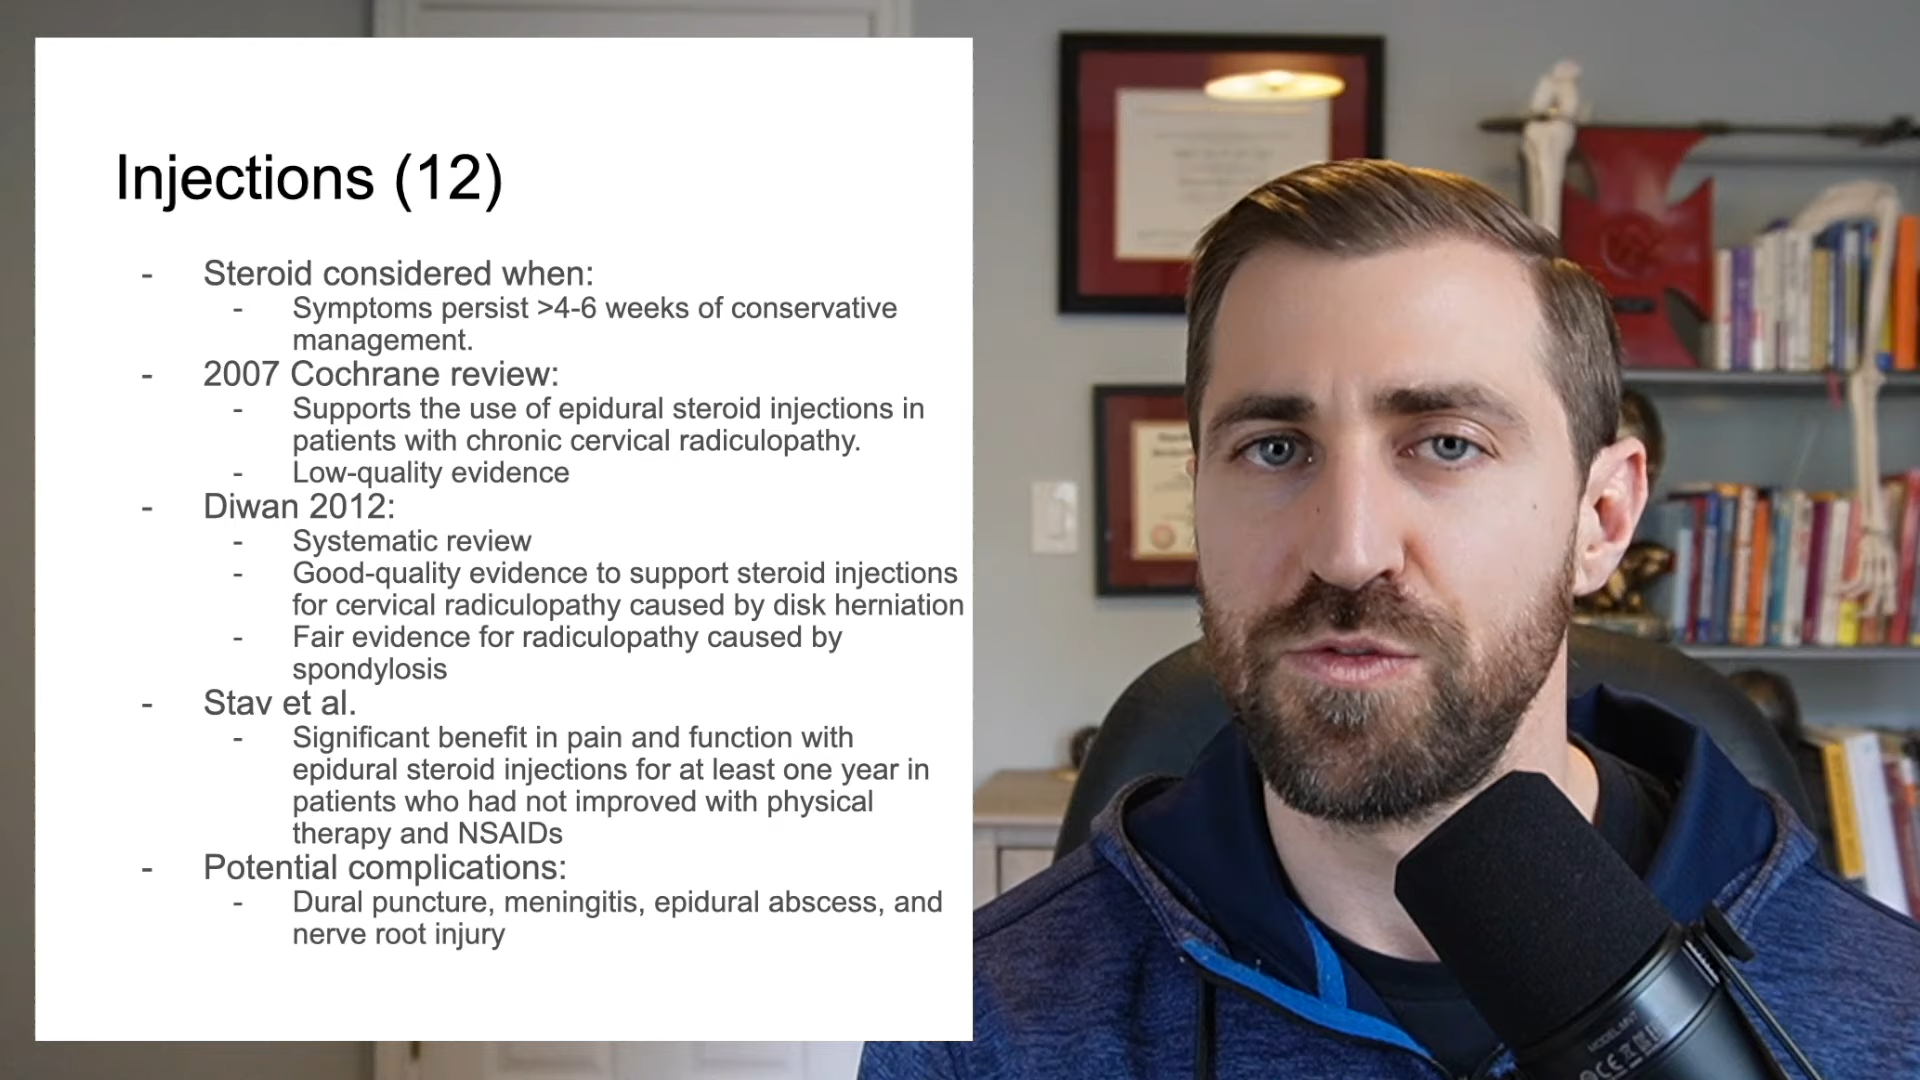 Injections (12)
- Steroid considered when:
- Symptoms persist >4-6 weeks of conservative
management.
- 2007 Cochrane review:
- Supports the use of epidural steroid injections in
patients with chronic cervical radiculopathy.
- Low-quality evidence
- Diwan 2012:
- Systematic review
- Good-quality evidence to support steroid injections
for cervical radiculopathy caused by disk herniation
- Fair evidence for radiculopathy caused by
spondylosis
- Stav et al.
- Significant benefit in pain and function with
epidural steroid injections for at least one year in
patients who had not improved with physical
therapy and NSAIDs
- Potential complications:
- Dural puncture, meningitis, epidural abscess, and
nerve root injury